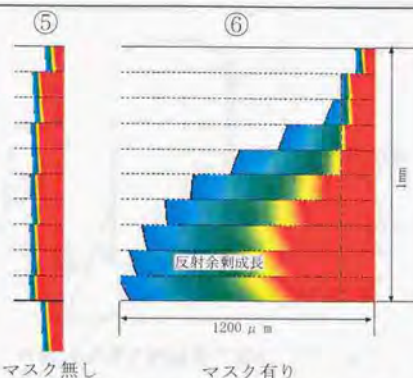 ⑤ ⑥
1mm
反射余剰成長
1200 μm
マスク無し マスク有り